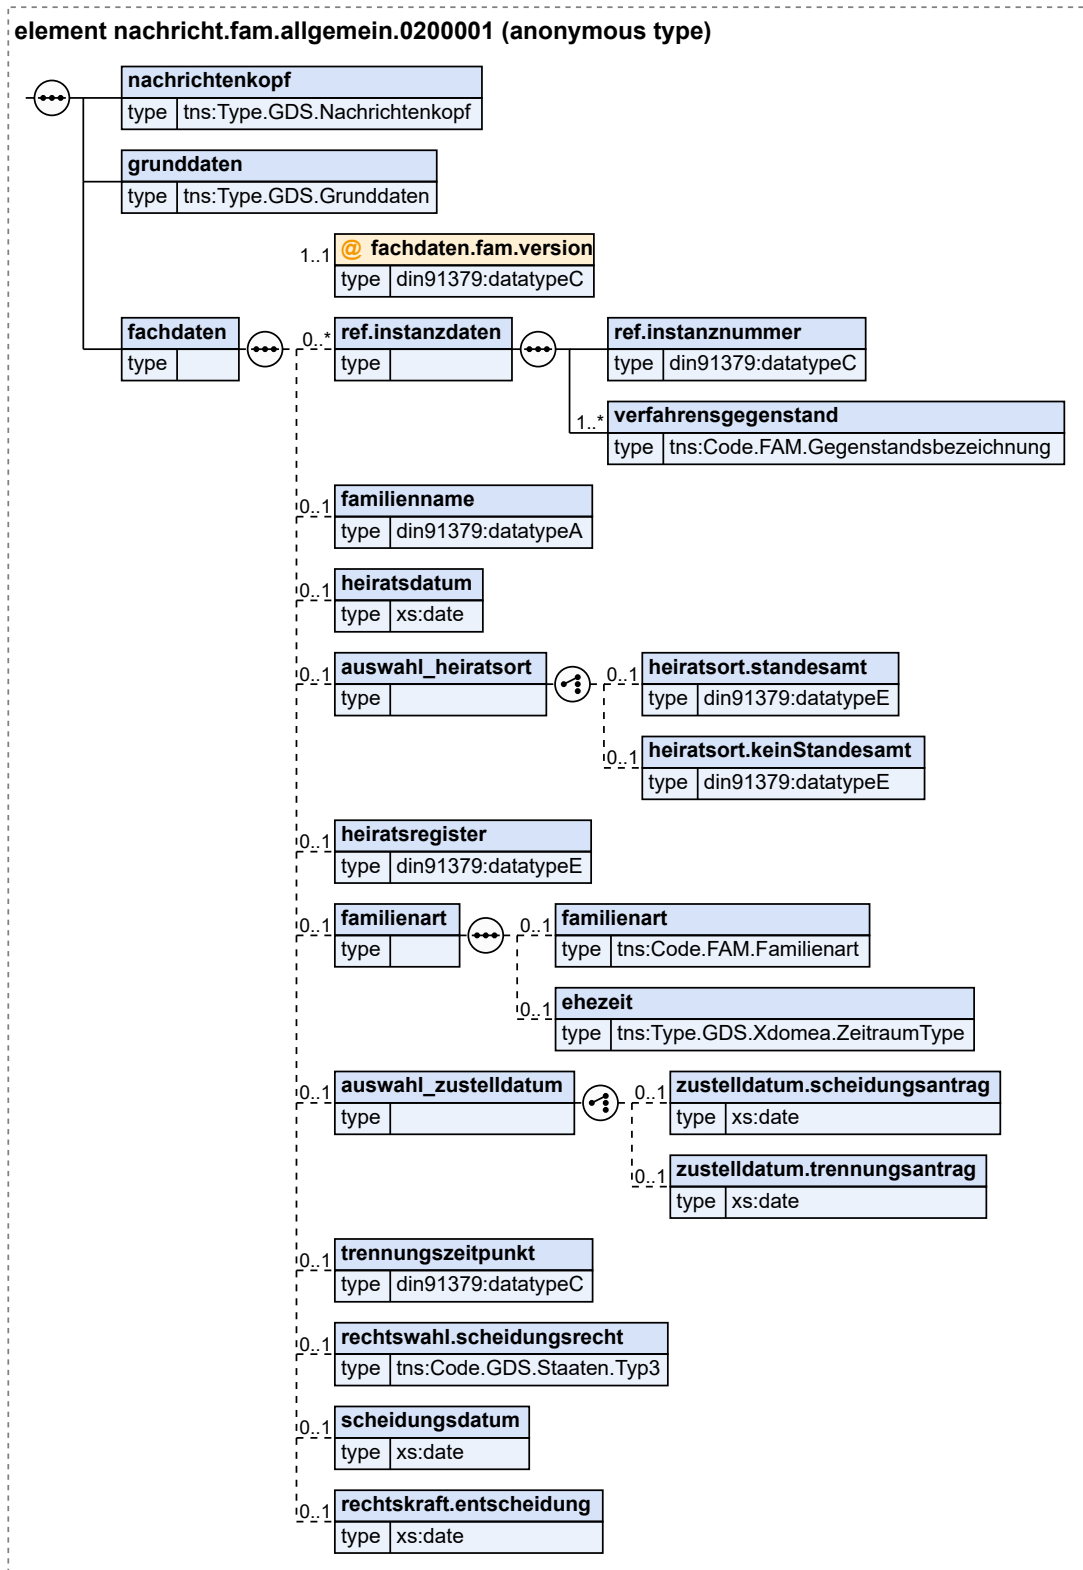 element nachricht.fam.allgemein.0200001 (anonymous type)
nachrichtenkopf
type tns:Type.GDS.Nachrichtenkopf
grunddaten
type tns:Type.GDS.Grunddaten
1..1 @ fachdaten.fam.version
type din91379:datatypeC
fachdaten
type
0..* ref.instanzdaten
type
ref.instanznummer
type din91379:datatypeC
1..* verfahrensgegenstand
type tns:Code.FAM.Gegenstandsbezeichnung
0..1 familienname
type din91379:datatypeA
0..1 heiratsdatum
type xs:date
0..1 auswahl_heiratsort
type
0..1 heiratsort.standesamt
type din91379:datatypeE
0..1 heiratsort.keinStandesamt
type din91379:datatypeE
0..1 heiratsregister
type din91379:datatypeE
0..1 familienart
type
0..1 familienart
type tns:Code.FAM.Familienart
0..1 ehezeit
type tns:Type.GDS.Xdomea.ZeitraumType
0..1 auswahl_zustelldatum
type
0..1 zustelldatum.scheidungsantrag
type xs:date
0..1 zustelldatum.trennungsantrag
type xs:date
0..1 trennungszeitpunkt
type din91379:datatypeC
0..1 rechtswahl.scheidungsrecht
type tns:Code.GDS.Staaten.Typ3
0..1 scheidungsdatum
type xs:date
0..1 rechtskraft.entscheidung
type xs:date